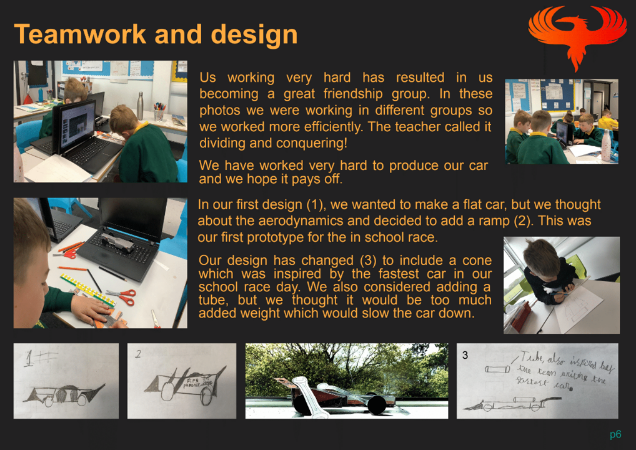 Teamwork and design
Us working very hard has resulted in us
becoming a great friendship group. In these
photos we were working in different groups so
we worked more efficiently. The teacher called it
dividing and conquering!
We have worked very hard to produce our car
and we hope it pays off.
In our first design (1), we wanted to make a flat car, but we thought
about the aerodynamics and decided to add a ramp (2). This was
our first prototype for the in school race.
Our design has changed (3) to include a cone
which was inspired by the fastest car in our
school race day. We also considered adding a
tube, but we thought it would be too much
added weight which would slow the car down.
1
2
3
Tube, also inspired
the team
the
fastest car.
p6